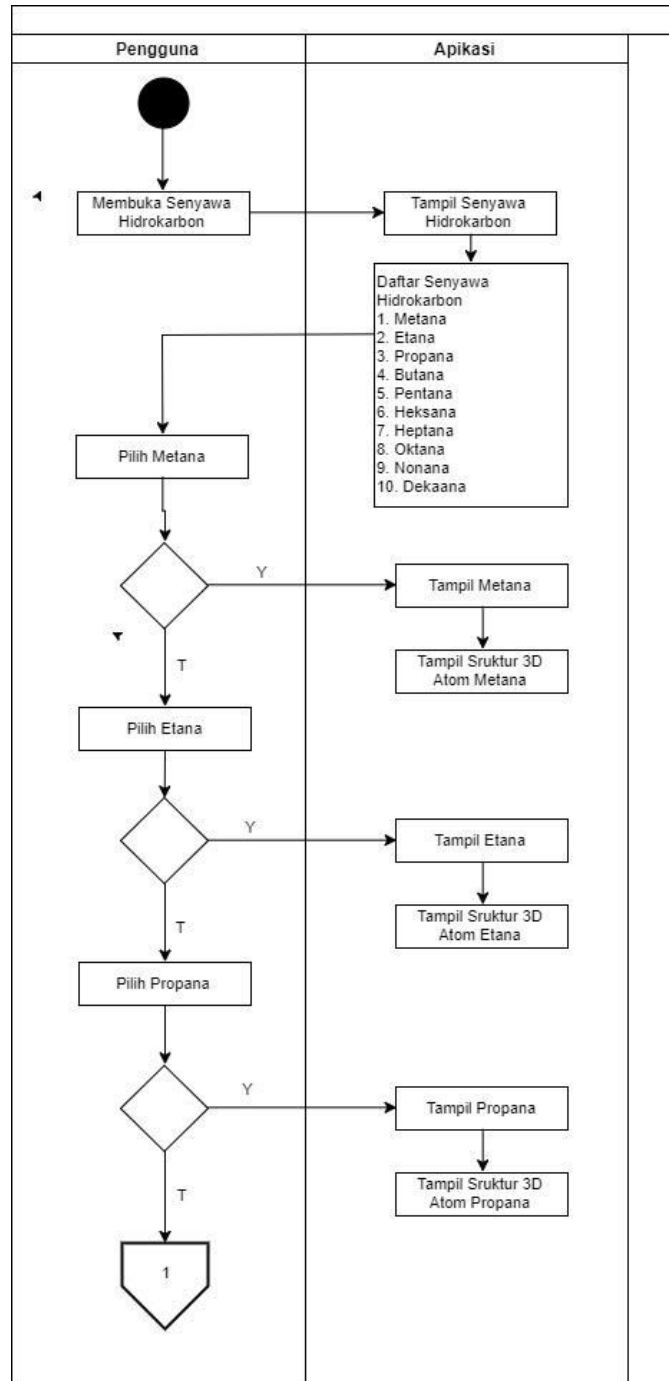 Pengguna
Apikasi
Membuka Senyawa
Hidrokarbon
Tampil Senyawa
Hidrokarbon
Daftar Senyawa
Hidrokarbon
1. Metana
2. Etana
3. Propana
4. Butana
5. Pentana
6. Heksana
7. Heptana
8. Oktana
9. Nonana
10. Dekaana
Pilih Metana
Y
Tampil Metana
Tampil Sruktur 3D
Atom Metana
T
Pilih Etana
Y
Tampil Etana
Tampil Sruktur 3D
Atom Etana
T
Pilih Propana
Y
Tampil Propana
Tampil Sruktur 3D
Atom Propana
T
1